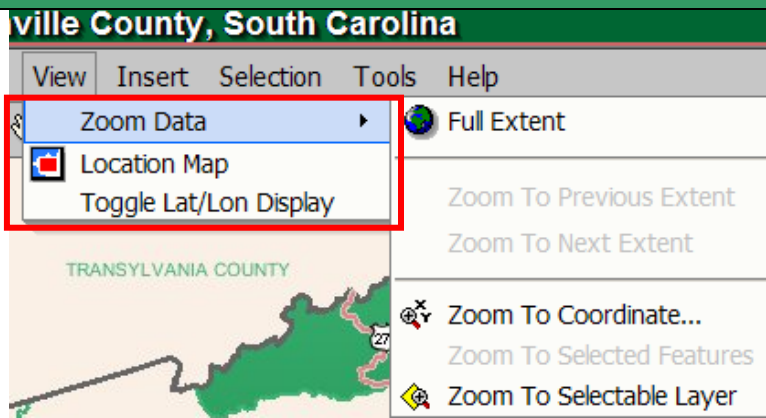 ville County, South Carolina
View Insert Selection Tools Help
Zoom Data
Location Map
Toggle Lat/Lon Display
Full Extent
Zoom To Previous Extent
Zoom To Next Extent
Zoom To Coordinate...
Zoom To Selected Features
Zoom To Selectable Layer
TRANSYLVANIA COUNTY
27